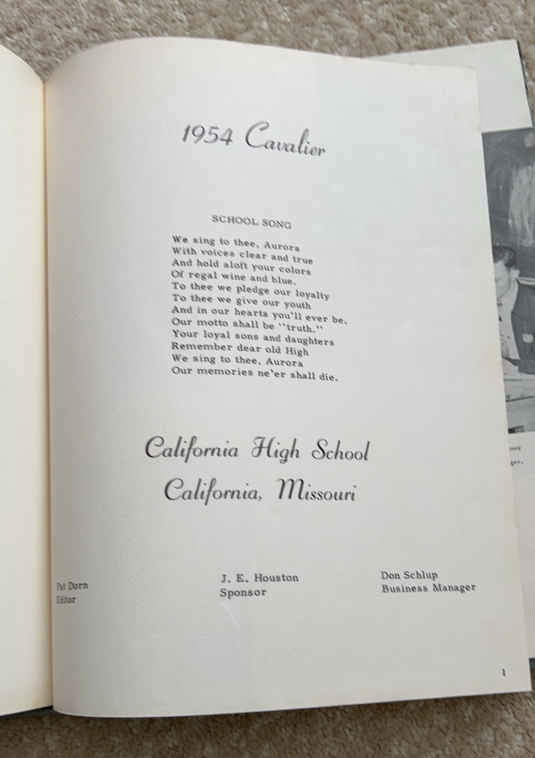 1954 Cavalier
SCHOOL SONG
We sing to thee, Aurora
With voices clear and true
And hold aloft your colors
Of regal wine and blue.
To thee we pledge our loyalty
To thee we give our youth
And in our hearts you'll ever be.
Our motto shall be "truth."
Your loyal sons and daughters
Remember dear old High
We sing to thee, Aurora
Our memories ne'er shall die.
California High School
California, Missouri
Pat Dorn
Editor
J. E. Houston
Sponsor
Don Schlup
Business Manager
1